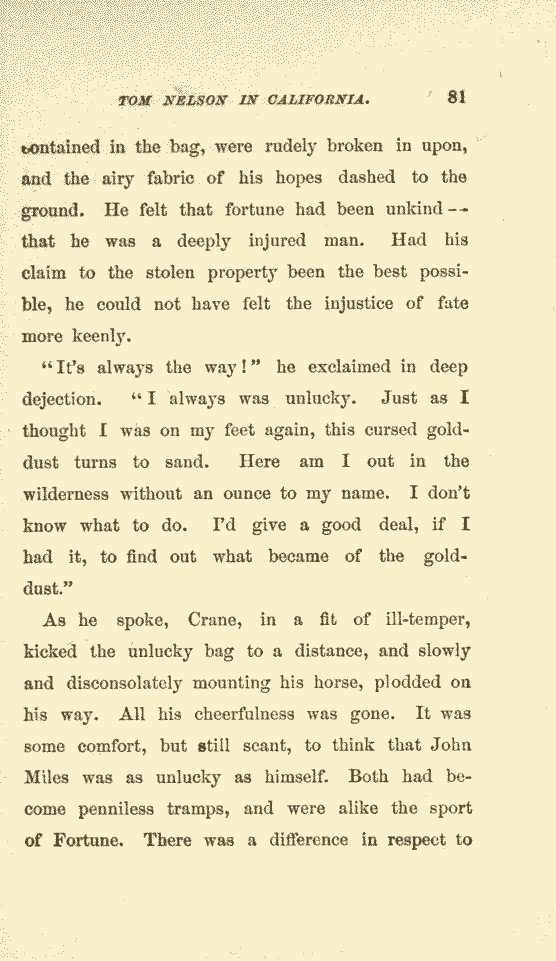 TOM NELSON IN CALIFORNIA. 81
contained in the bag, were rudely broken in upon,
and the airy fabric of his hopes dashed to the
ground. He felt that fortune had been unkind—
that he was a deeply injured man. Had his
claim to the stolen property been the best possi-
ble, he could not have felt the injustice of fate
more keenly.
"It's always the way!" he exclaimed in deep
dejection. "I always was unlucky. Just as I
thought I was on my feet again, this cursed gold-
dust turns to sand. Here am I out in the
wilderness without an ounce to my name. I don't
know what to do. I'd give a good deal, if I
had it, to find out what became of the gold-
dust."
As he spoke, Crane, in a fit of ill-temper,
kicked the unlucky bag to a distance, and slowly
and disconsolately mounting his horse, plodded on
his way. All his cheerfulness was gone. It was
some comfort, but still scant, to think that John
Miles was as unlucky as himself. Both had be-
come penniless tramps, and were alike the sport
of Fortune. There was a difference in respect to